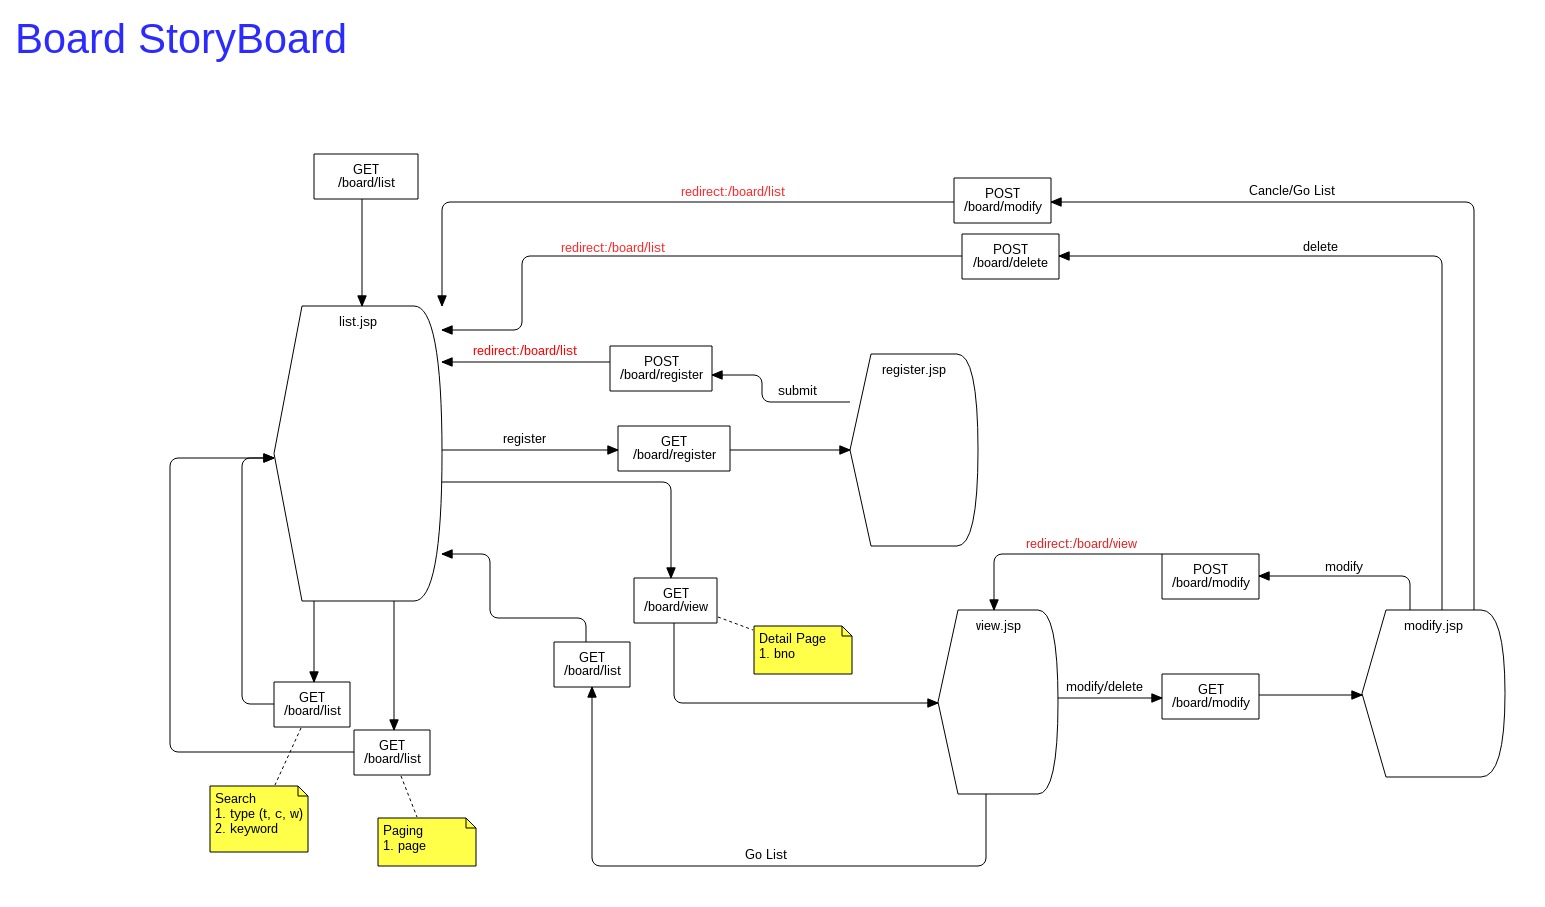 Board StoryBoard
GET
/board/list
redirect:/board/list
POST
/board/modify
Cancle/Go List
redirect:/board/list
POST
/board/delete
delete
list.jsp
redirect:/board/list
POST
/board/register
submit
register.jsp
register
GET
/board/register
redirect:/board/view
POST
/board/modify
modify
GET
/board/view
Detail Page
1. bno
view.jsp
modify.jsp
GET
/board/list
modify/delete
GET
/board/modify
GET
/board/list
GET
/board/list
Search
1. type (t, c, w)
2. keyword
Paging
1. page
Go List